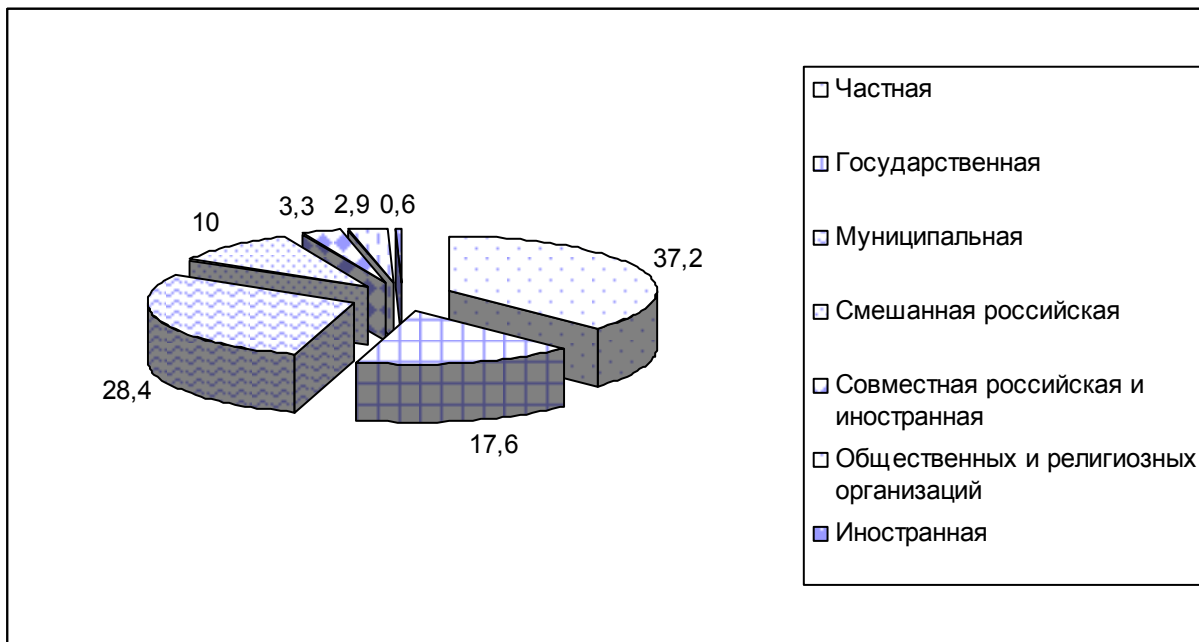 3,3
2,9
0,6
10
37,2
28,4
17,6
Частная
Государственная
Муниципальная
Смешанная российская
Совместная российская и
иностранная
Общественных и религиозных
организаций
Иностранная